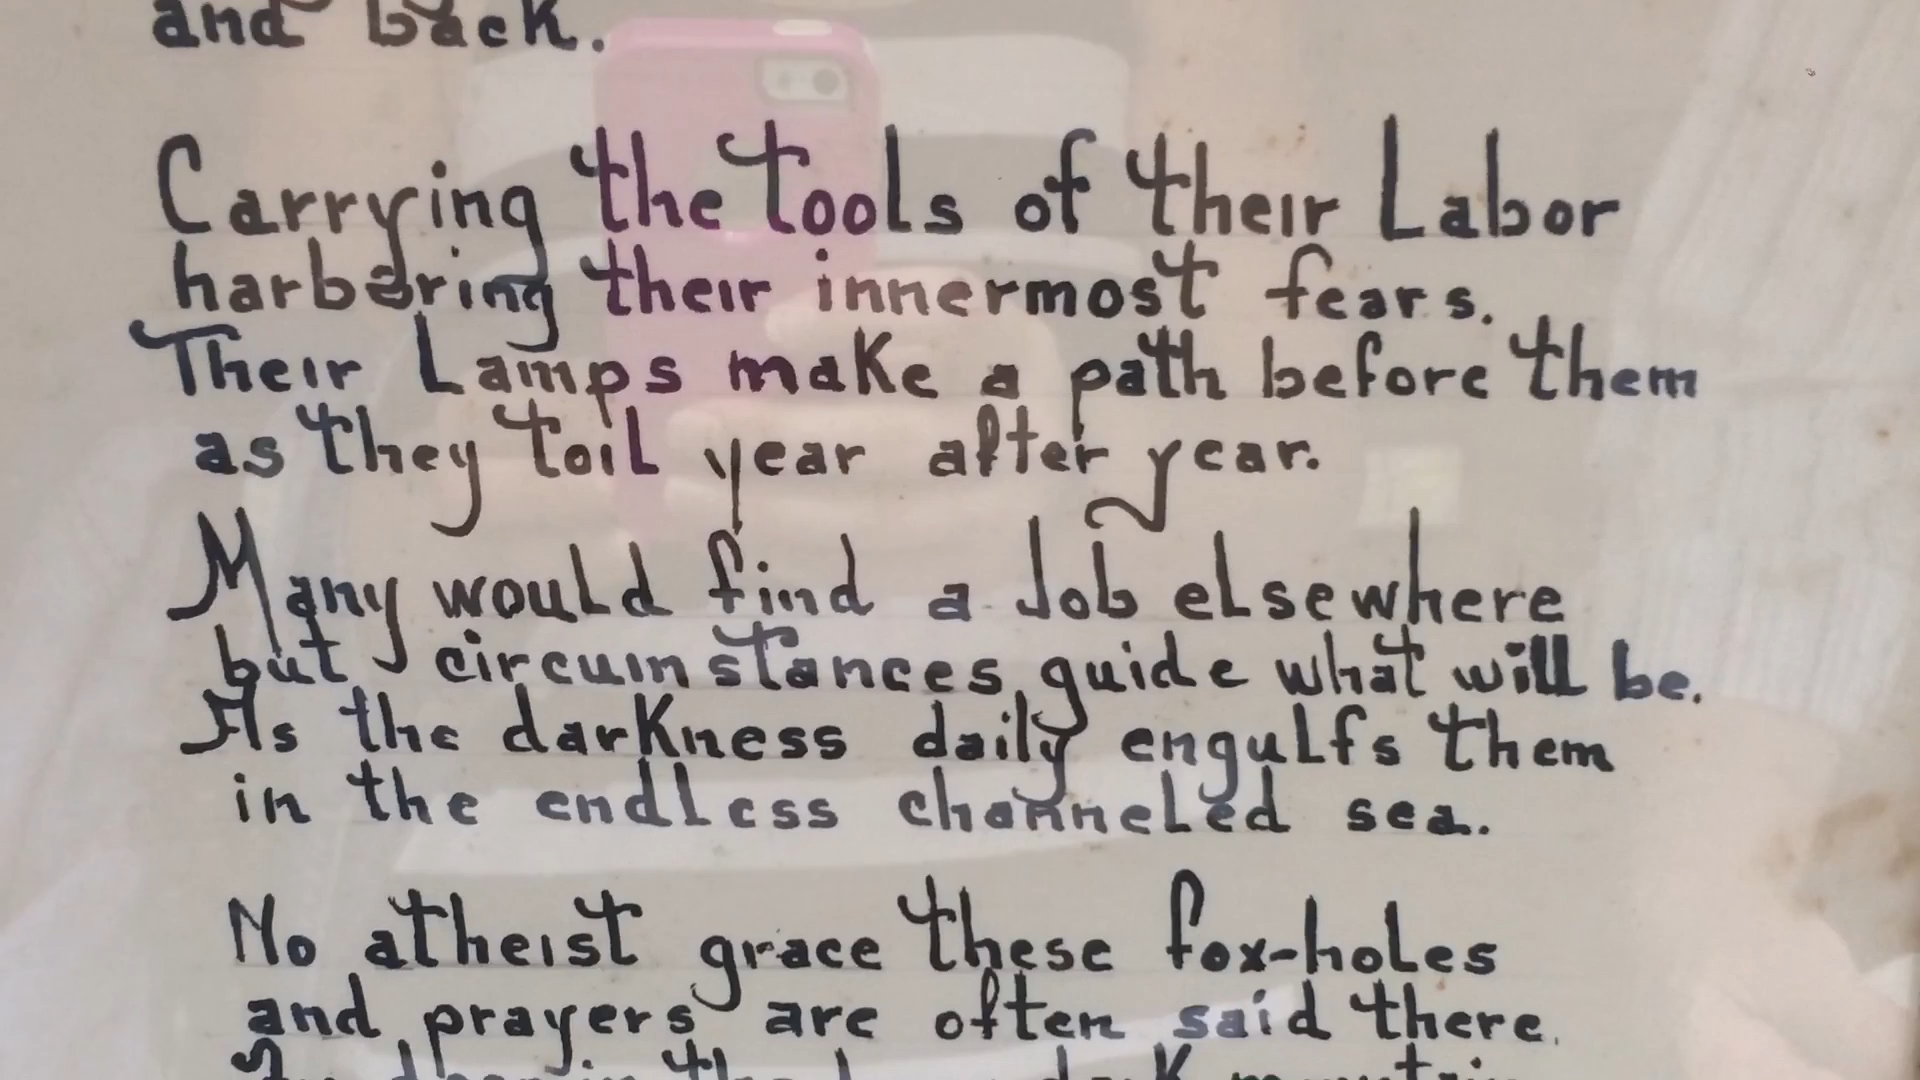 and back.
Carrying the tools of their Labor
harboring their innermost fears.
Their Lamps make a path before them
as they toil year after year.
Many would find a Job elsewhere
but circumstances guide what will be.
As the darkness daily engulfs them
in the endless channeled sea.
No atheist grace these fox-holes
and prayers are often said there.